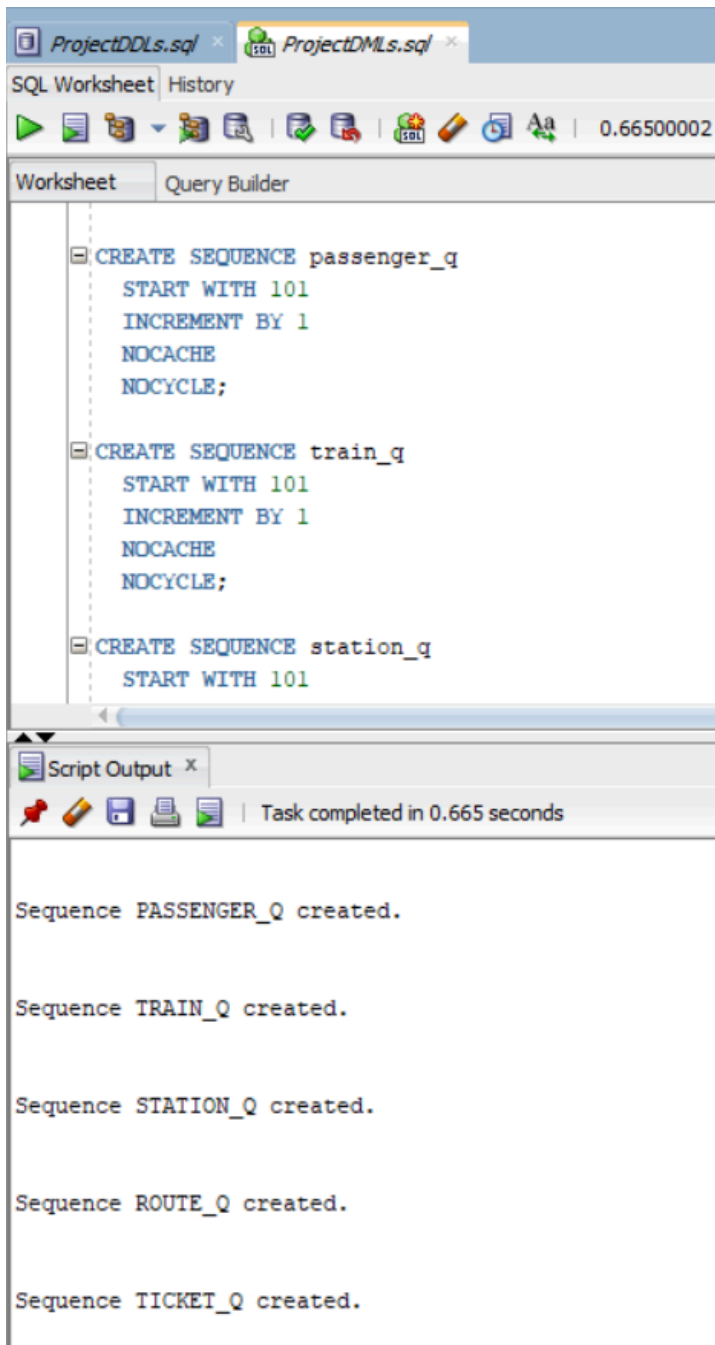 ProjectDDLs.sql
ProjectDMLs.sql
SQL Worksheet History
SQL
Aa
0.66500002
Worksheet Query Builder
CREATE SEQUENCE passenger_q
START WITH 101
INCREMENT BY 1
NOCACHE
NOCYCLE;
CREATE SEQUENCE train_q
START WITH 101
INCREMENT BY 1
NOCACHE
NOCYCLE;
CREATE SEQUENCE station_q
START WITH 101
Script Output x
Task completed in 0.665 seconds
Sequence PASSENGER_Q created.
Sequence TRAIN_Q created.
Sequence STATION_Q created.
Sequence ROUTE_Q created.
Sequence TICKET_Q created.